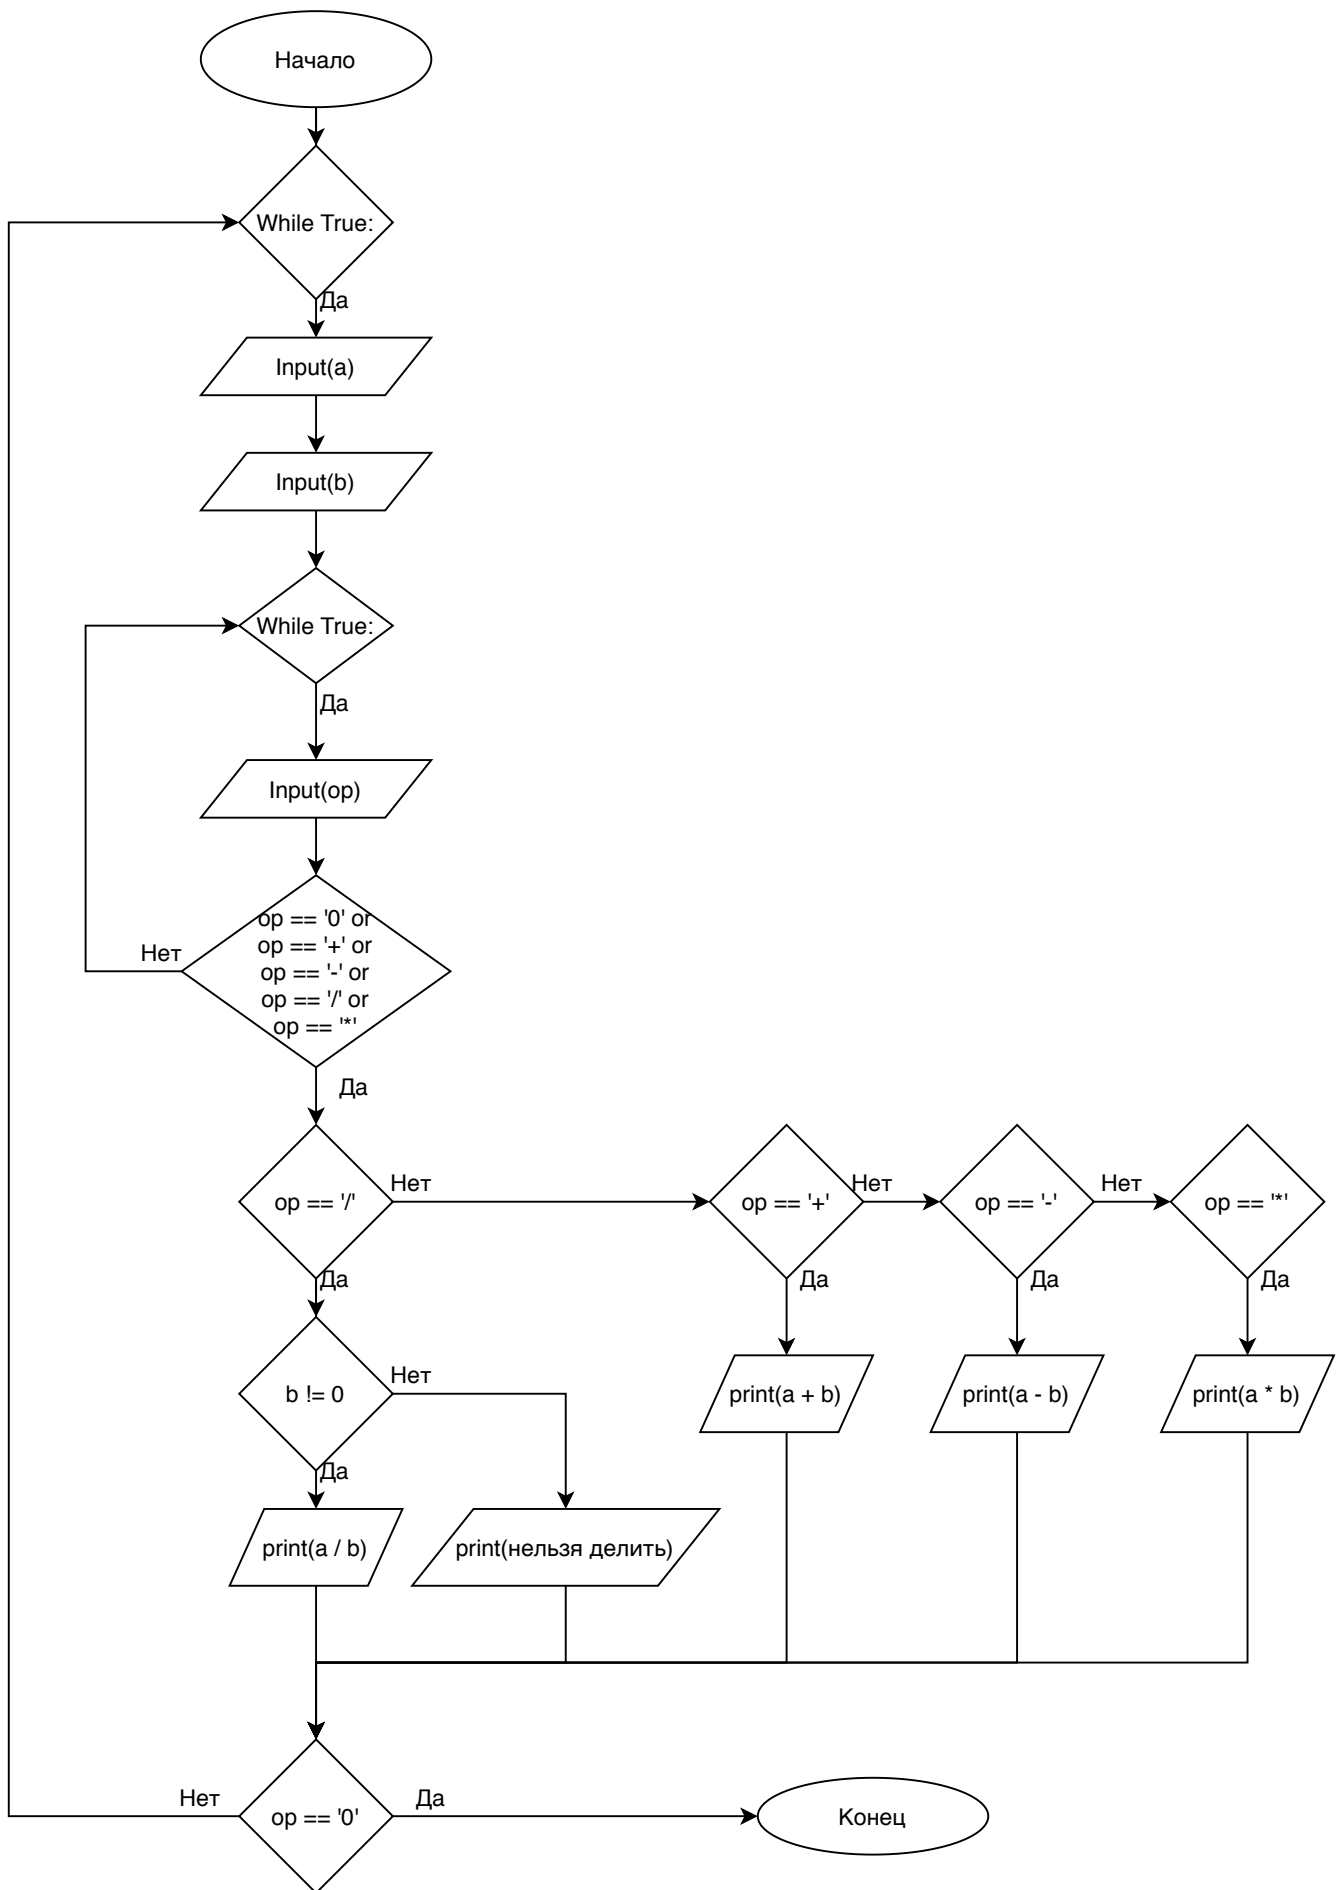 Начало
While True:
Да
Input(a)
Input(b)
While True:
Да
Input(op)
op == '0' or
op == '+' or
op == '-' or
op == '/' or
op == '*'
Нет
Да
op == '/'
Нет
op == '+'
Нет
op == '-'
Нет
op == '*'
Да
Да
Да
Да
b != 0
Нет
print(a + b)
print(a - b)
print(a * b)
Да
print(a / b)
print(нельзя делить)
Нет
op == '0'
Да
Конец